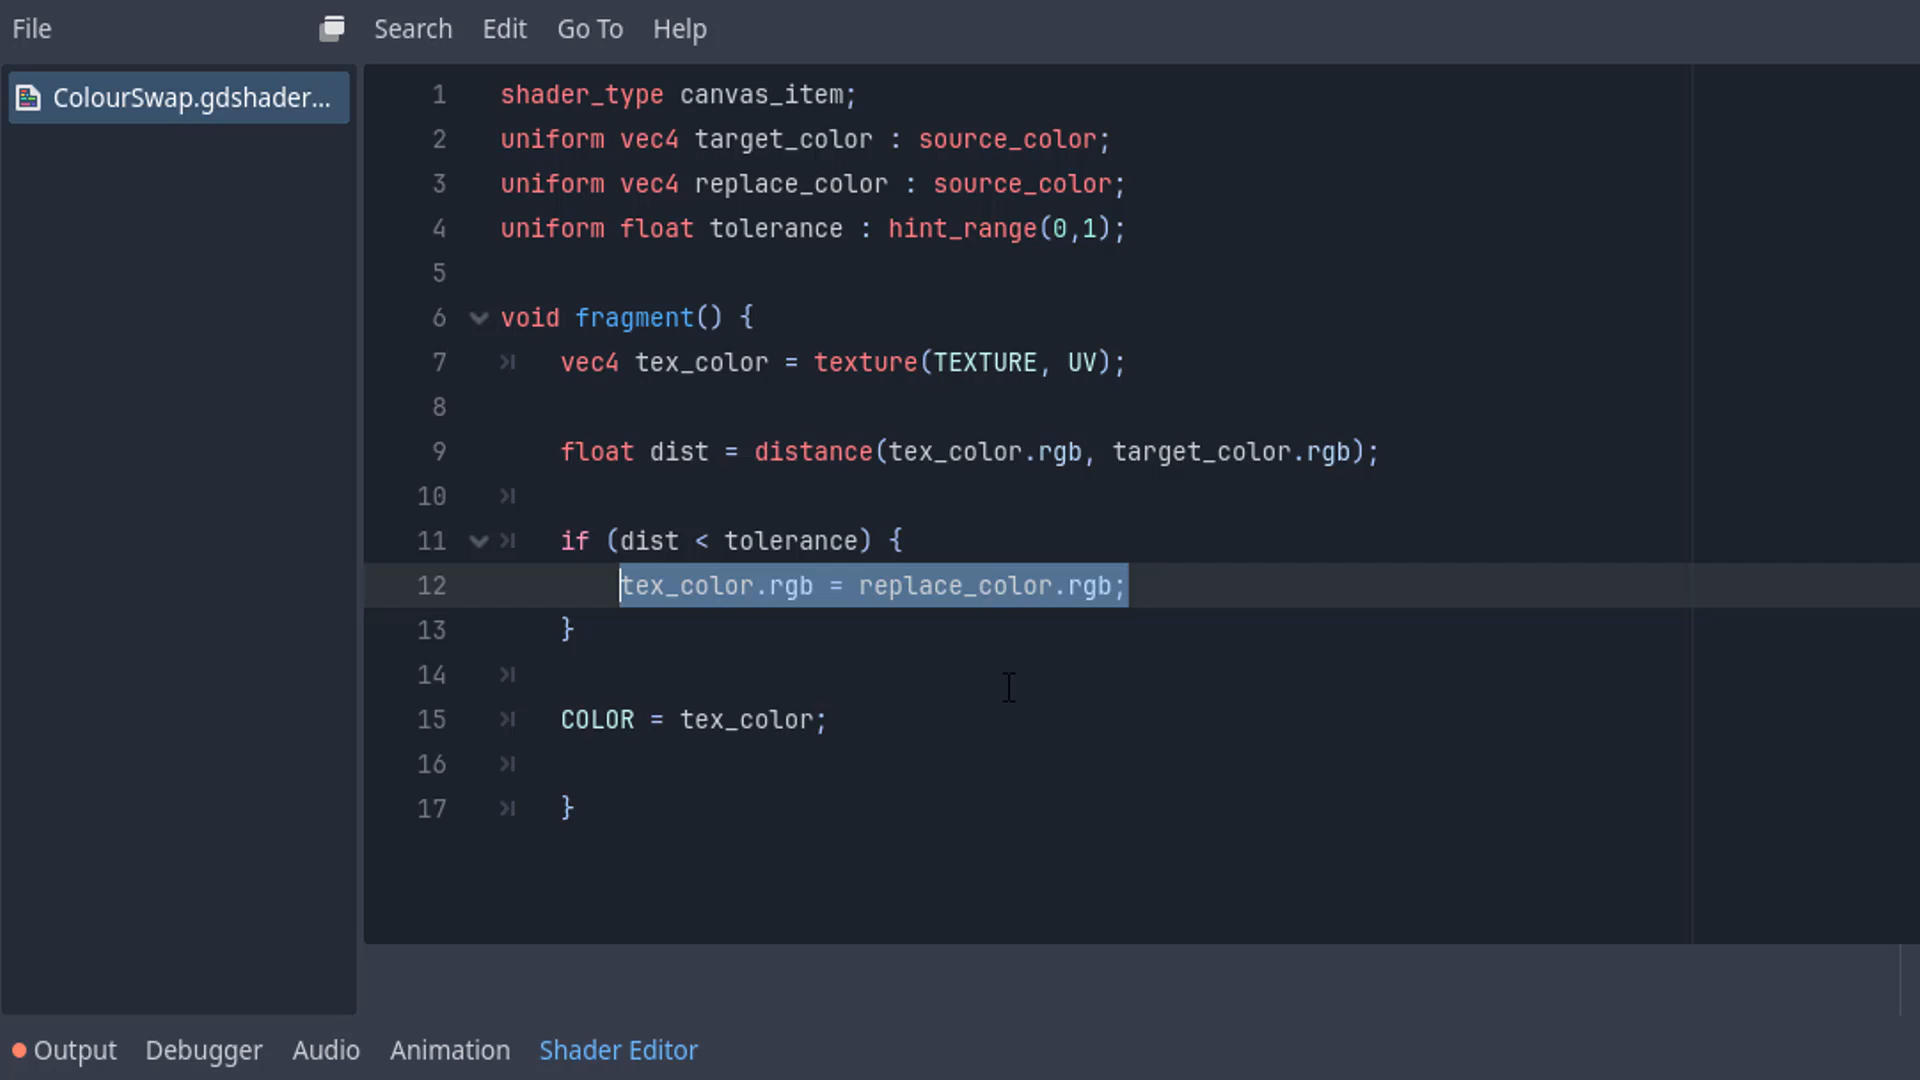 File Search Edit Go To Help
ColourSwap.gdshader...
1 shader_type canvas_item;
2 uniform vec4 target_color : source_color;
3 uniform vec4 replace_color : source_color;
4 uniform float tolerance : hint_range(0,1);
5
6 void fragment() {
7 vec4 tex_color = texture(TEXTURE, UV);
8
9 float dist = distance(tex_color.rgb, target_color.rgb);
10
11 if (dist < tolerance) {
12 tex_color.rgb = replace_color.rgb;
13 }
14
15 COLOR = tex_color;
16
17 }
Output Debugger Audio Animation Shader Editor